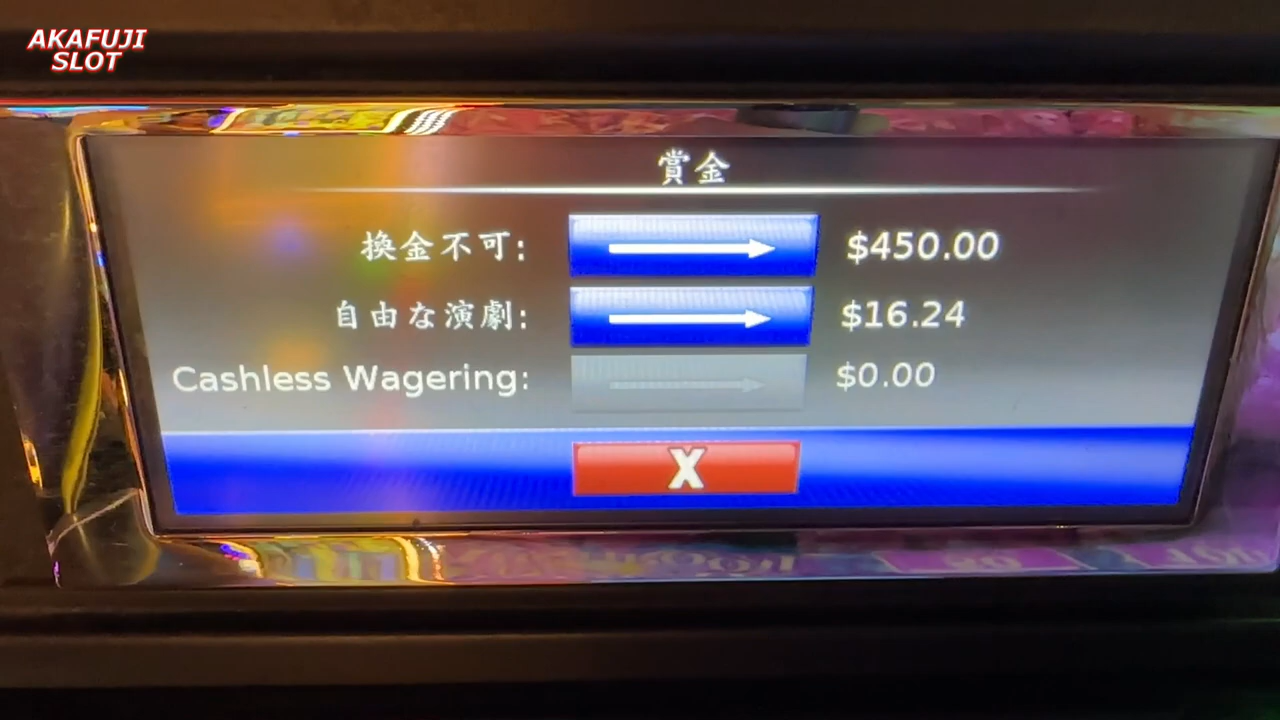 AKAFUJI
SLOT
賞金
換金不可: $450.00
自由な演劇: $16.24
Cashless Wagering: $0.00
X